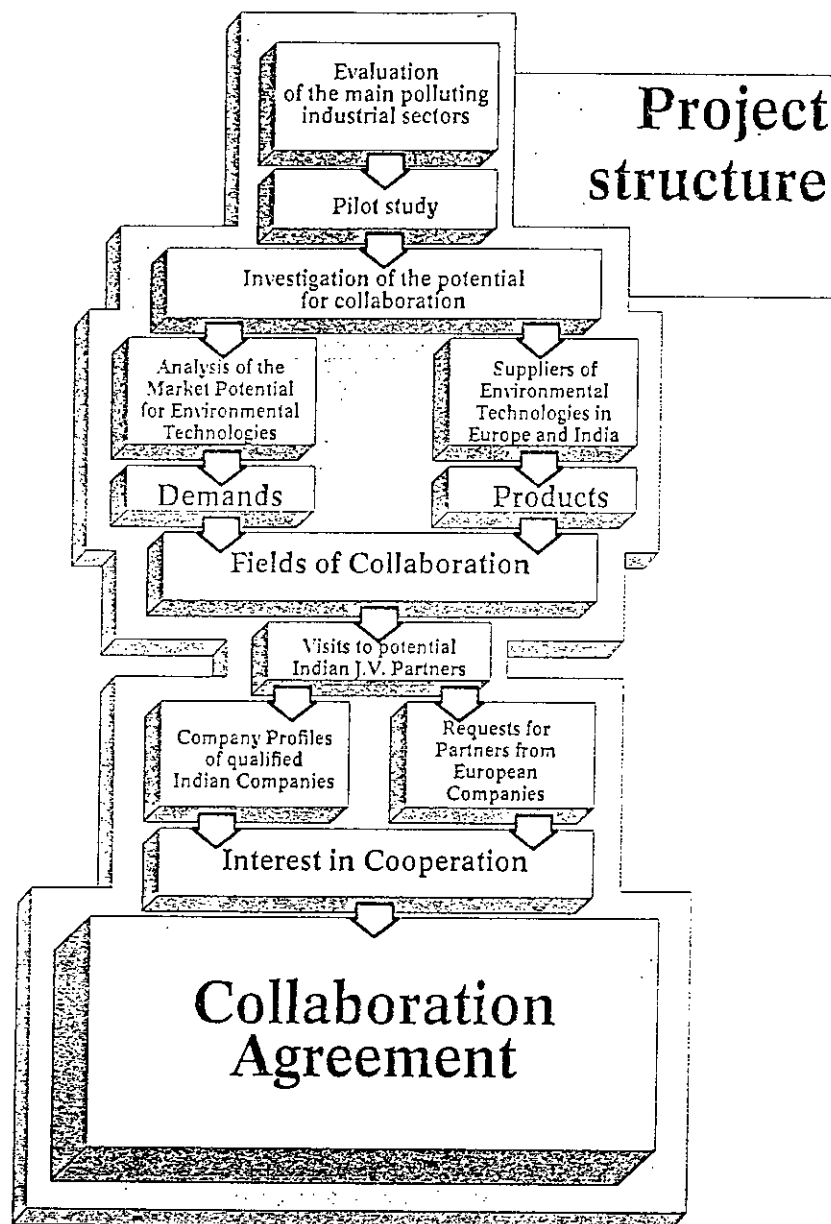 Project
structure
Evaluation
of the main polluting
industrial sectors
Pilot study
Investigation of the potential
for collaboration
Analysis of the
Market Potential
for Environmental
Technologies
Suppliers of
Environmental
Technologies in
Europe and India
Demands
Products
Fields of Collaboration
Visits to potential
Indian J.V. Partners
Company Profiles
of qualified
Indian Companies
Requests for
Partners from
European
Companies
Interest in Cooperation
Collaboration
Agreement